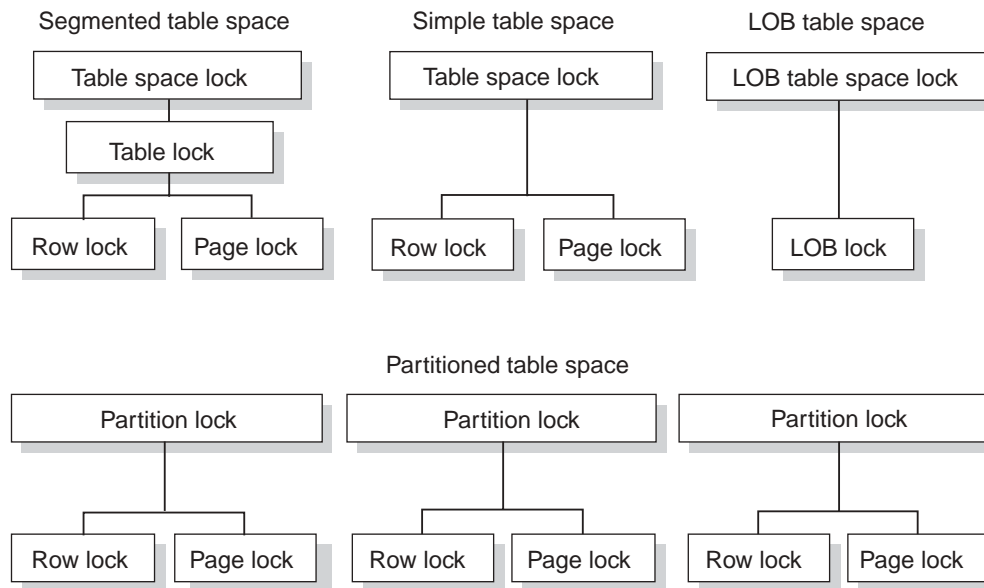 Segmented table space
Simple table space
LOB table space
Table space lock
Table space lock
LOB table space lock
Table lock
Row lock
Page lock
Row lock
Page lock
LOB lock
Partitioned table space
Partition lock
Partition lock
Partition lock
Row lock
Page lock
Row lock
Page lock
Row lock
Page lock